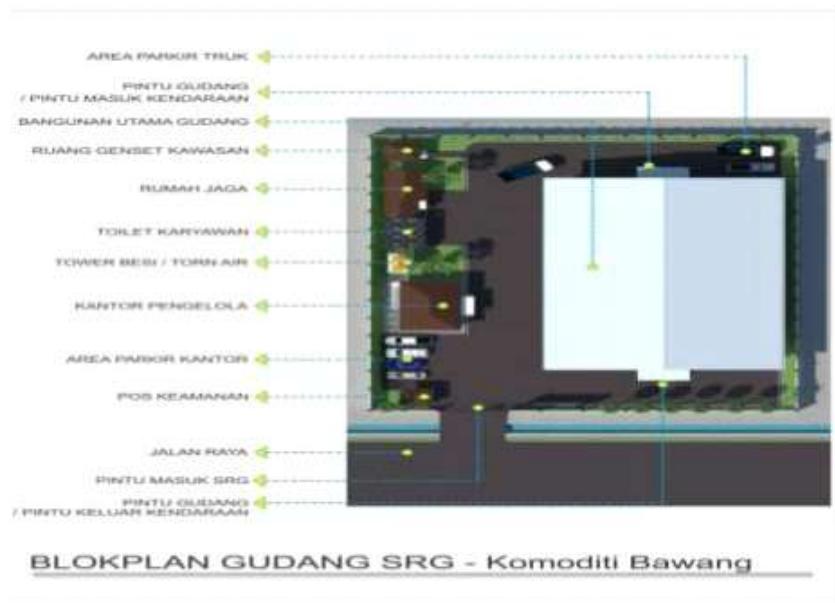 AREA PARKIR TRUK
PINTU GUDANG
/ PINTU MASUK KENDARAAN
BANGUNAN UTAMA GUDANG
RUANG GENSET KAWASAN
RUMAH JAGA
TOILET KARYAWAN
TOWER BESI / TORN AIR
KANTOR PENGELOLA
AREA PARKIR KANTOR
POS KEAMANAN
JALAN RAYA
PINTU MASUK SRG
PINTU GUDANG
/ PINTU KELUAR KENDARAAN
BLOKPLAN GUDANG SRG - Komoditi Bawang